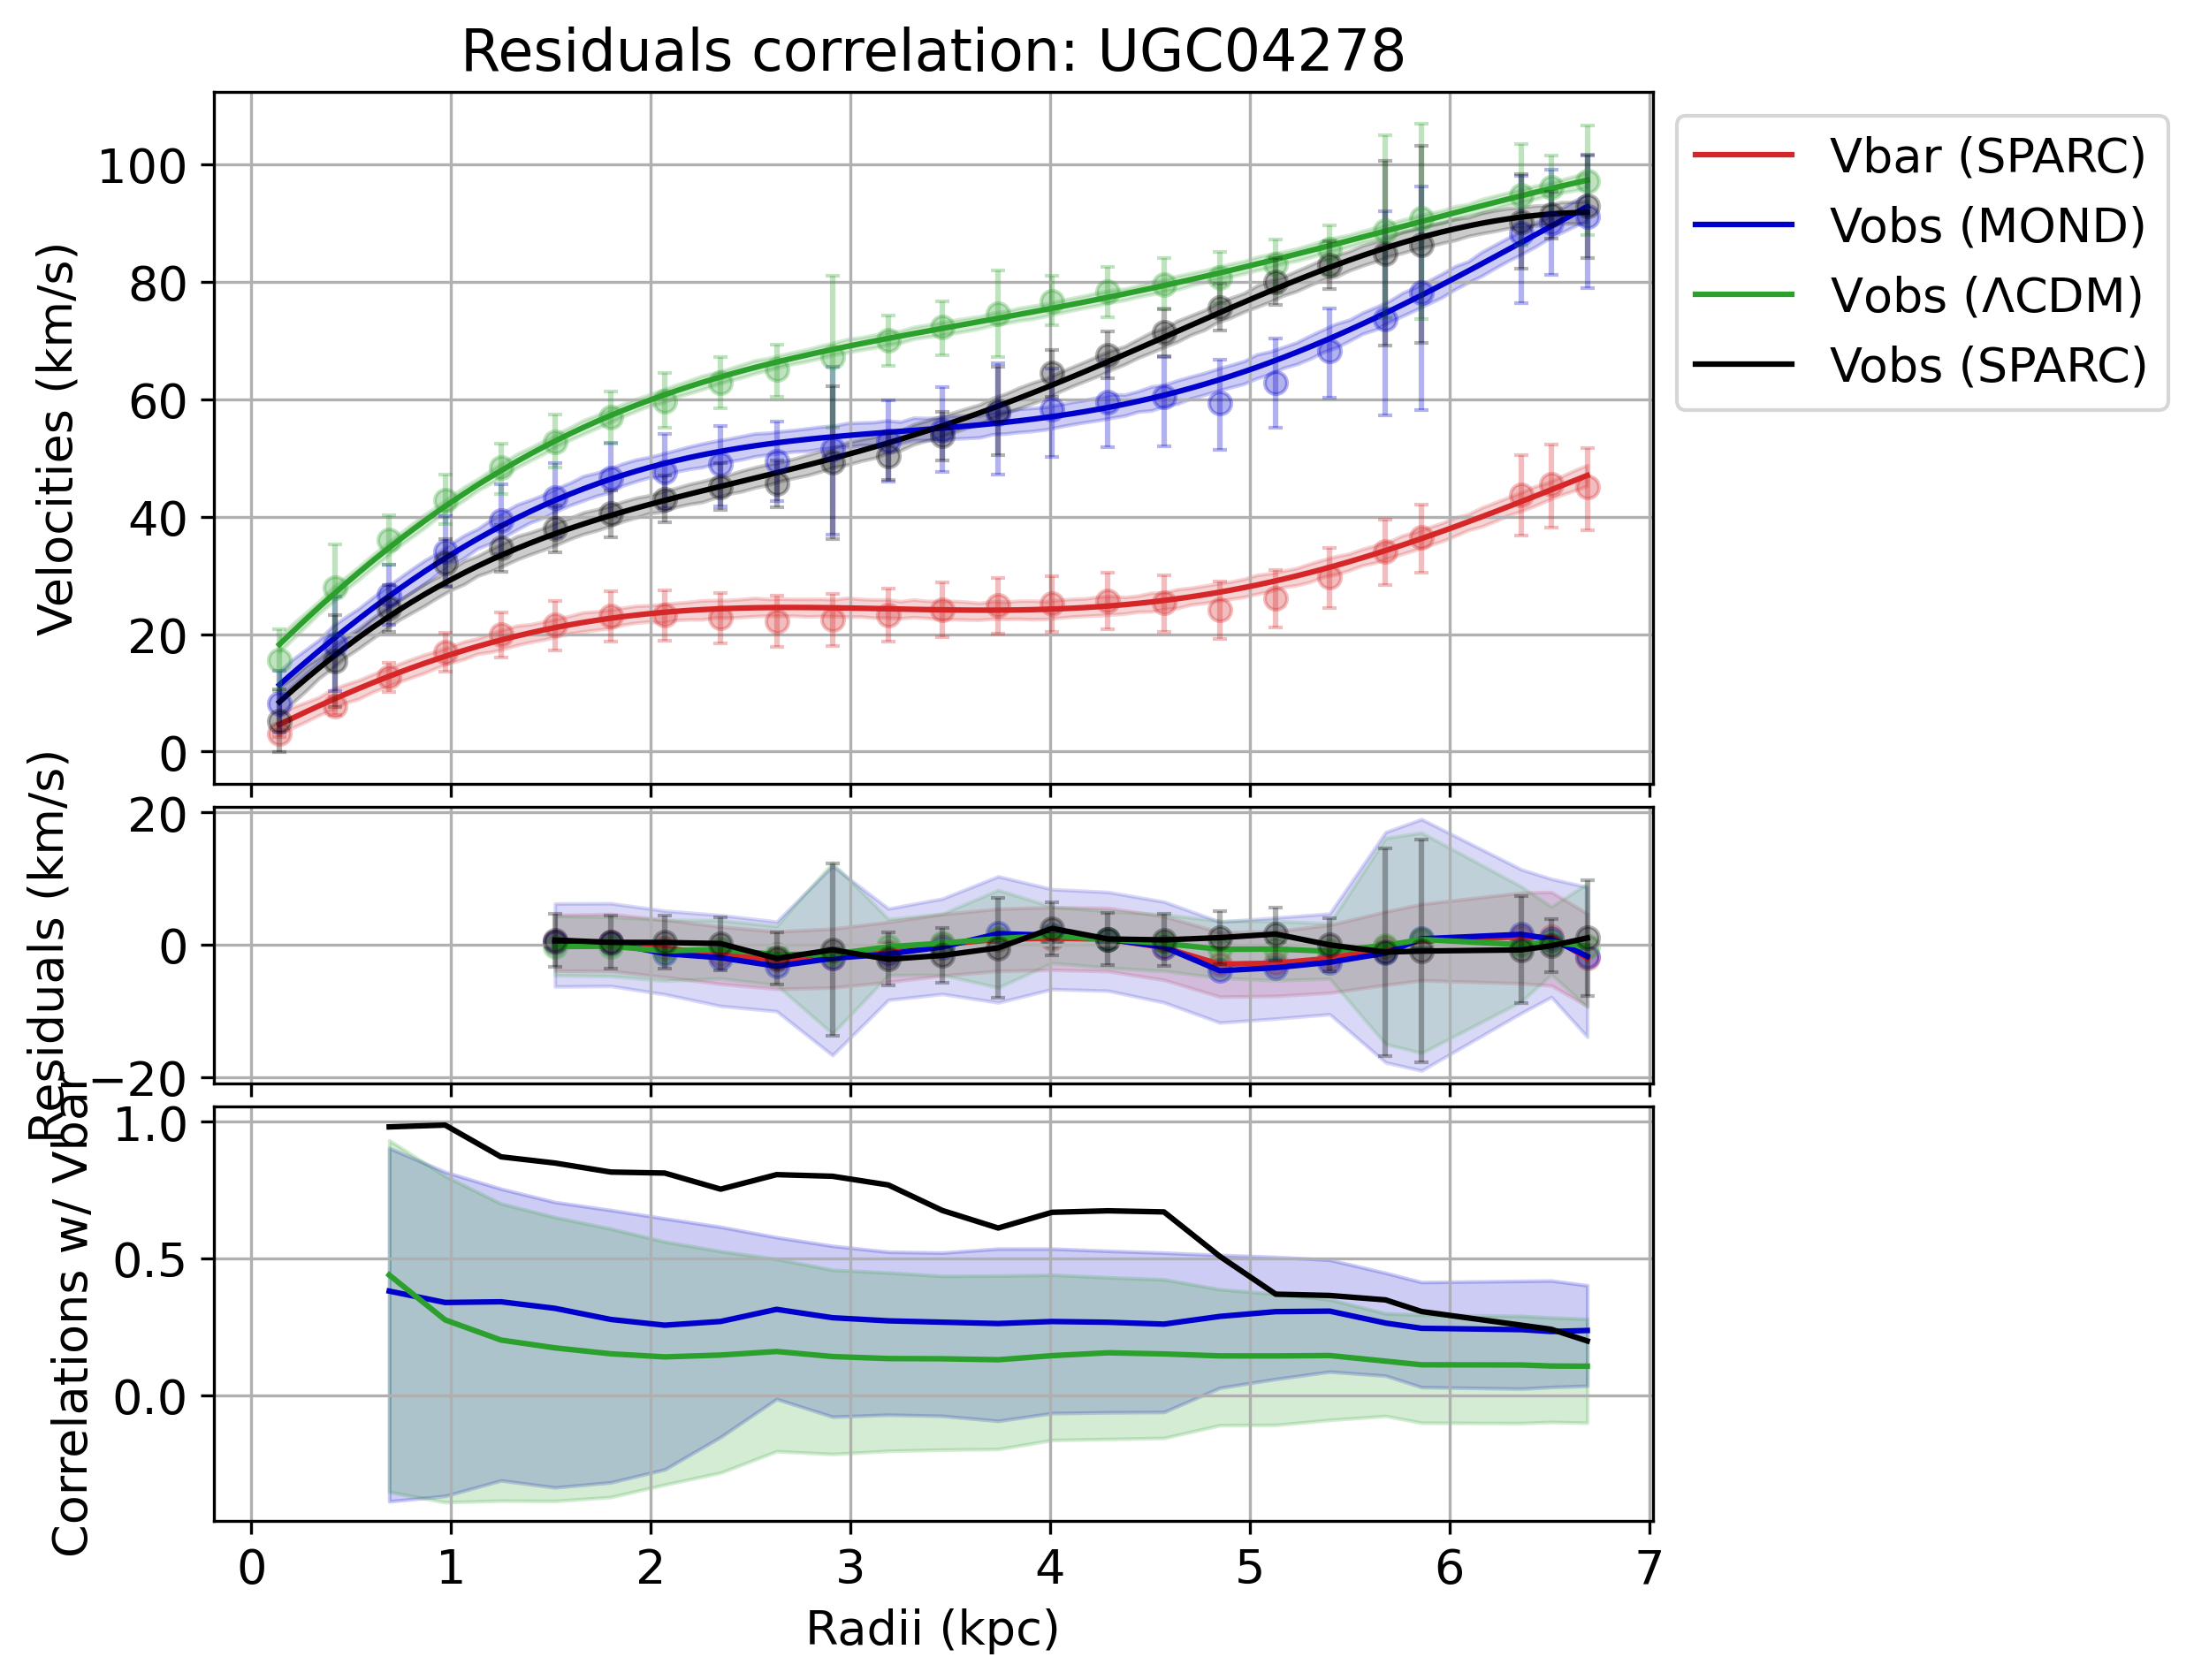 Residuals correlation: UGC04278
Velocities (km/s)
100
80
60
40
20
0
Vbar (SPARC)
Vobs (MOND)
Vobs (ΛCDM)
Vobs (SPARC)
Residuals (km/s)
20
0
−20
Correlations w/ Vbar
1.0
0.5
0.0
0 1 2 3 4 5 6 7
Radii (kpc)